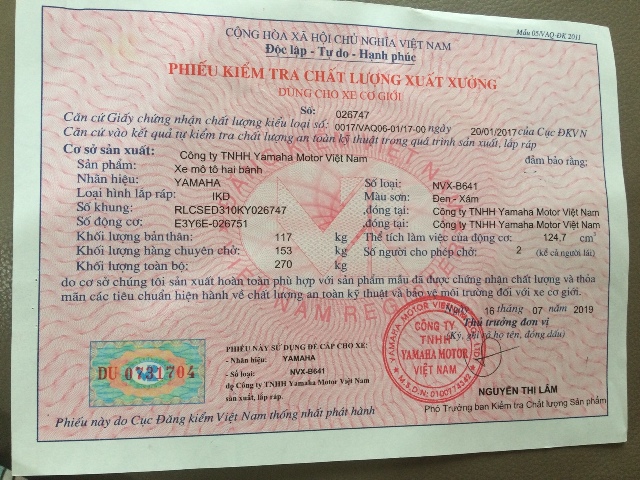 Mẫu 05/VAQ-ĐK 2011
CỘNG HÒA XÃ HỘI CHỦ NGHĨA VIỆT NAM
Độc lập - Tự do - Hạnh phúc
PHIẾU KIỂM TRA CHẤT LƯỢNG XUẤT XƯỞNG
DÙNG CHO XE CƠ GIỚI
Số: 026747
Căn cứ Giấy chứng nhận chất lượng kiểu loại số: 0017/VAQ06-01/17-00 ngày 20/01/2017 của Cục ĐKVN
Căn cứ vào kết quả tự kiểm tra chất lượng an toàn kỹ thuật trong quá trình sản xuất, lắp ráp
Cơ sở sản xuất: Công ty TNHH Yamaha Motor Việt Nam đảm bảo rằng:
Sản phẩm: Xe mô tô hai bánh
Nhãn hiệu: YAMAHA Số loại: NVX-B641
Loại hình lắp ráp: IKD Màu sơn: Đen - Xám
Số khung: RLCSED310KY026747 ,đóng tại: Công ty TNHH Yamaha Motor Việt Nam
Số động cơ: E3Y6E-026751 ,đóng tại: Công ty TNHH Yamaha Motor Việt Nam
Khối lượng bản thân: 117 kg Thể tích làm việc của động cơ: 124,7 cm³
Khối lượng hàng chuyên chở: 153 kg Số người cho phép chở: 2 (kể cả người lái)
Khối lượng toàn bộ: 270 kg
do cơ sở chúng tôi sản xuất hoàn toàn phù hợp với sản phẩm mẫu đã được chứng nhận chất lượng và thỏa
mãn các tiêu chuẩn hiện hành về chất lượng an toàn kỹ thuật và bảo vệ môi trường đối với xe cơ giới.
Ngày 16 tháng 07 năm 2019
Thủ trưởng đơn vị
(Ký, ghi rõ họ tên, đóng dấu)
PHIẾU NÀY SỬ DỤNG ĐỂ CẤP CHO XE:
- Nhãn hiệu: YAMAHA
- Số loại: NVX-B641
do Công ty TNHH Yamaha Motor Việt Nam
sản xuất, lắp ráp.
DU 0731704
CÔNG TY
TNHH
YAMAHA MOTOR
VIỆT NAM
NGUYỄN THỊ LÂM
Phó Trưởng ban Kiểm tra Chất lượng Sản phẩm
Phiếu này do Cục Đăng kiểm Việt Nam thống nhất phát hành